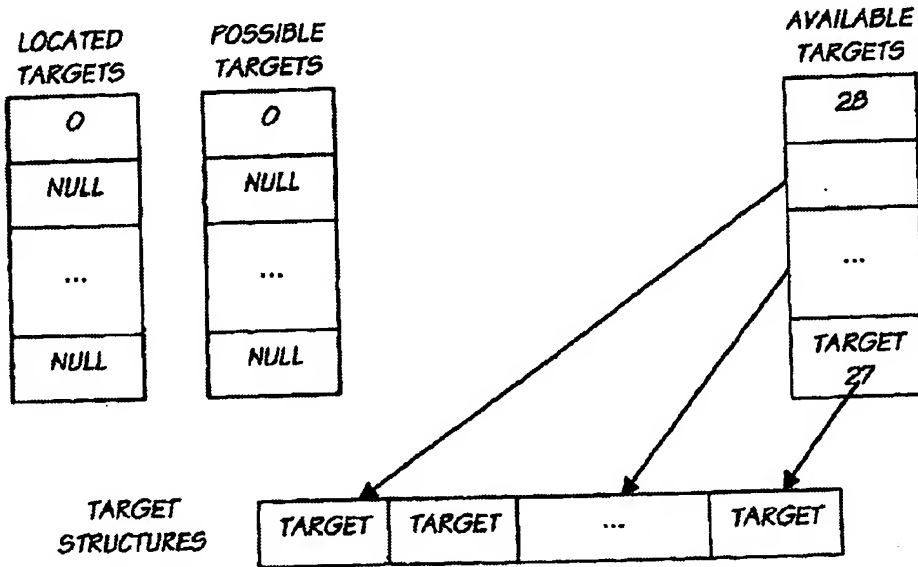 LOCATED
TARGETS
0
NULL
...
NULL
POSSIBLE
TARGETS
0
NULL
...
NULL
AVAILABLE
TARGETS
28
...
TARGET
27
TARGET
STRUCTURES
TARGET
TARGET
...
TARGET